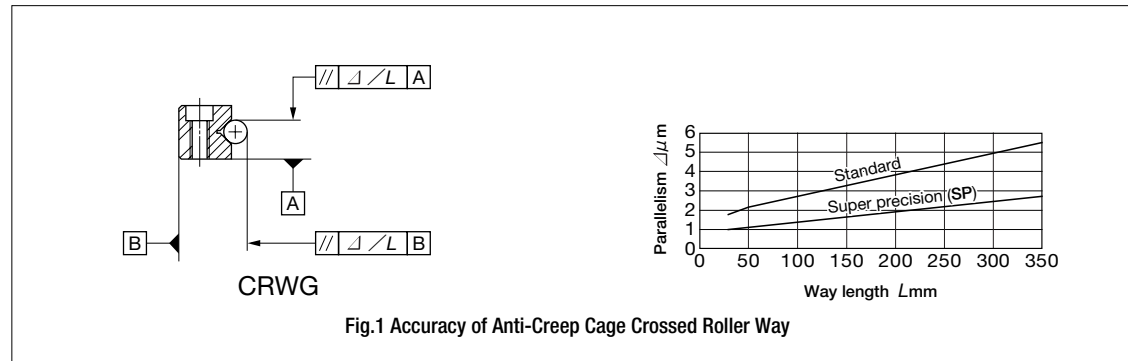 // ⊿/L A
A
B
// ⊿/L B
CRWG
Parallelism ⊿μm
6
5
4
3
2
1
0
Standard
Super precision (SP)
0 50 100 150 200 250 300 350
Way length Lmm
Fig.1 Accuracy of Anti-Creep Cage Crossed Roller Way